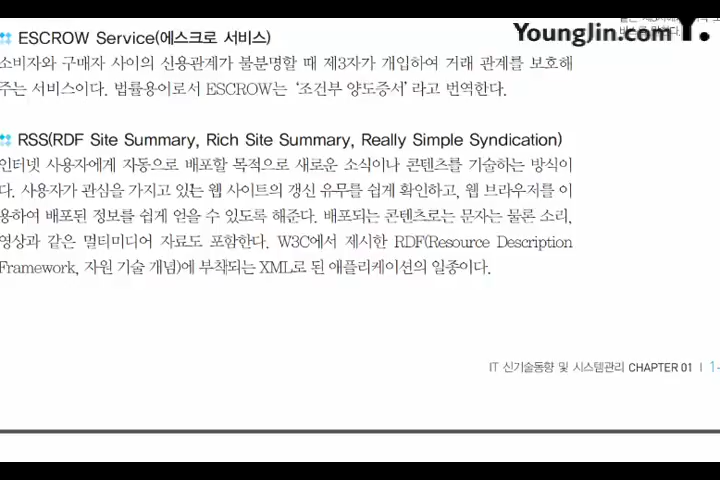 YoungJin.com Y.
ESCROW Service(에스크로 서비스)
소비자와 구매자 사이의 신용관계가 불분명할 때 제3자가 개입하여 거래 관계를 보호해
주는 서비스이다. 법률용어로서 ESCROW는 ‘조건부 양도증서’라고 번역한다.
RSS(RDF Site Summary, Rich Site Summary, Really Simple Syndication)
인터넷 사용자에게 자동으로 배포할 목적으로 새로운 소식이나 콘텐츠를 기술하는 방식이
다. 사용자가 관심을 가지고 있는 웹 사이트의 갱신 유무를 쉽게 확인하고, 웹 브라우저를 이
용하여 배포된 정보를 쉽게 얻을 수 있도록 해준다. 배포되는 콘텐츠로는 문자는 물론 소리,
영상과 같은 멀티미디어 자료도 포함한다. W3C에서 제시한 RDF(Resource Description
Framework, 자원 기술 개념)에 부착되는 XML로 된 애플리케이션의 일종이다.
IT 신기술동향 및 시스템관리 CHAPTER 01 | 1-